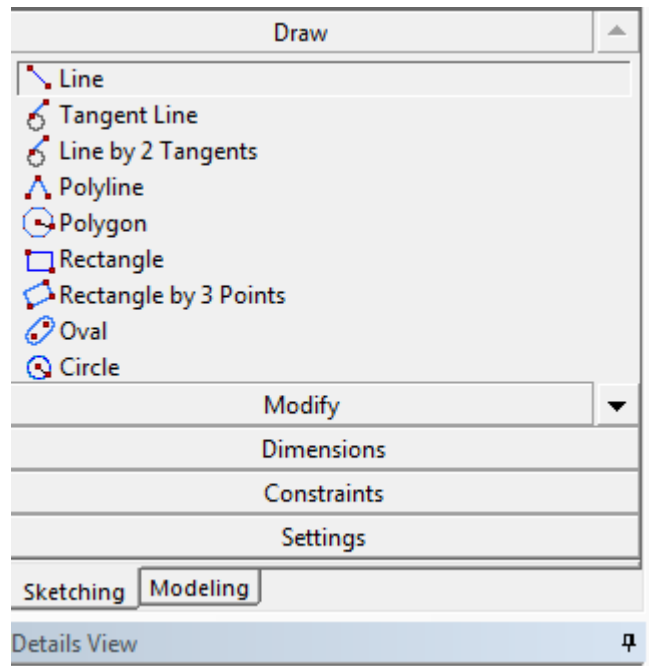 Draw
Line
Tangent Line
Line by 2 Tangents
Polyline
Polygon
Rectangle
Rectangle by 3 Points
Oval
Circle
Modify
Dimensions
Constraints
Settings
Sketching Modeling
Details View